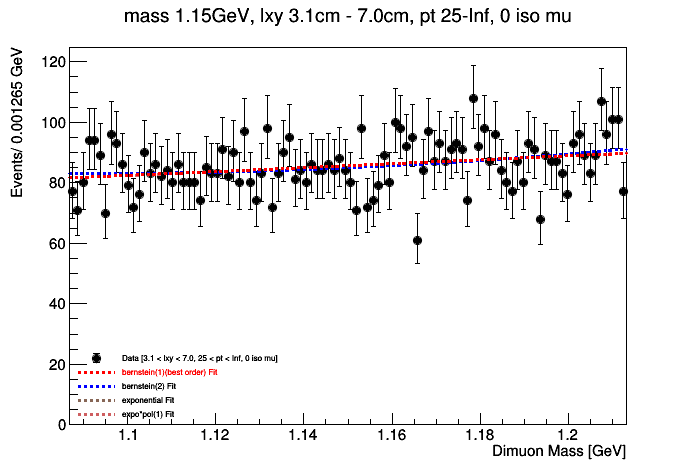 mass 1.15GeV, lxy 3.1cm - 7.0cm, pt 25-Inf, 0 iso mu
Events/ 0.001265 GeV
120
100
80
60
40
20
0
Data [3.1 < lxy < 7.0, 25 < pt < Inf, 0 iso mu]
bernstein(1)(best order) Fit
bernstein(2) Fit
exponential Fit
expo*pol(1) Fit
1.1 1.12 1.14 1.16 1.18 1.2
Dimuon Mass [GeV]